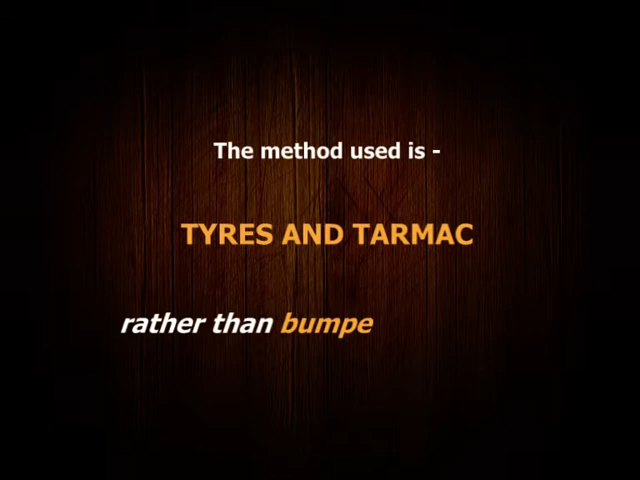 The method used is -
TYRES AND TARMAC
rather than bumpe